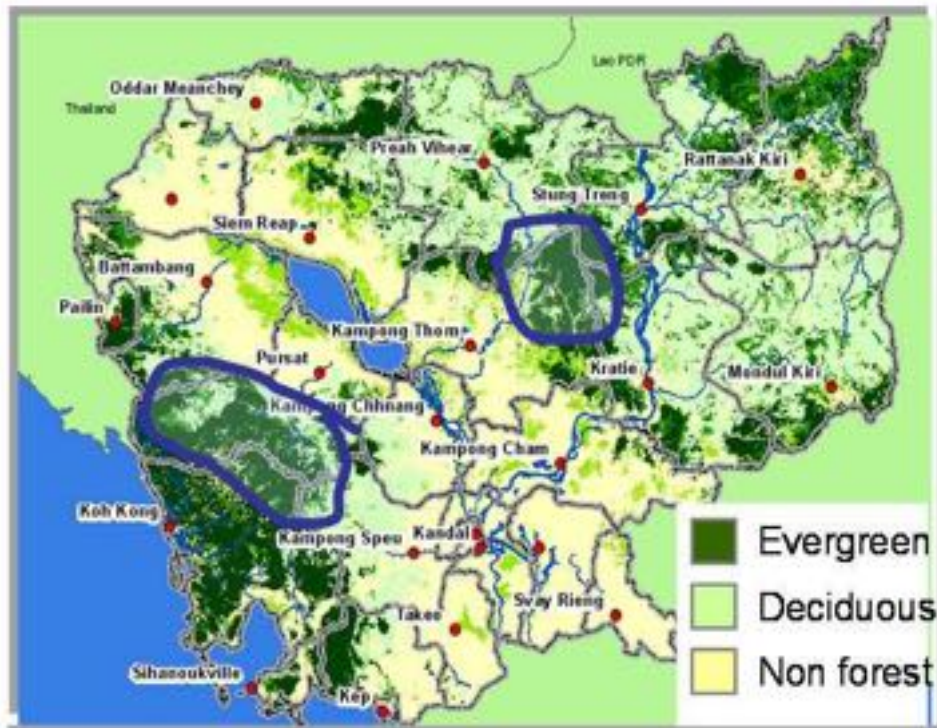 Lao PDR
Oddar Meanchey
Thailand
Preah Vihear
Rattanak Kiri
Stung Treng
Siem Reap
Battambang
Pailin
Kampong Thom
Pursat
Kratie
Mondul Kiri
Kampong Chhnang
Kampong Cham
Koh Kong
Kampong Speu
Kandal
Svay Rieng
Takeo
Sihanoukville
Kep
Evergreen
Deciduous
Non forest